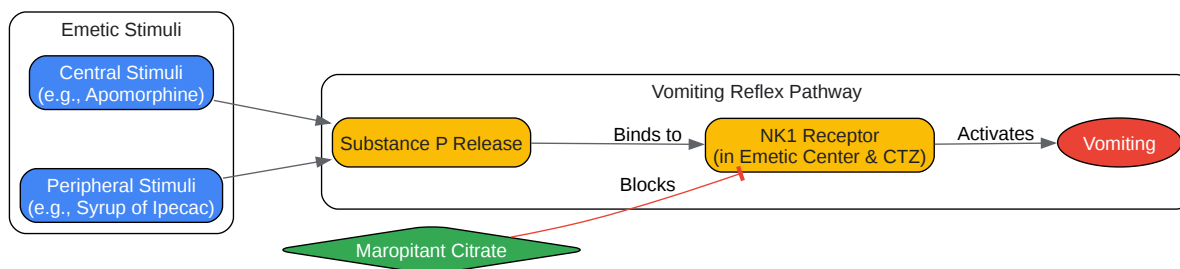 Emetic Stimuli
Central Stimuli
(e.g., Apomorphine)
Peripheral Stimuli
(e.g., Syrup of Ipecac)
Vomiting Reflex Pathway
Substance P Release
Binds to
NK1 Receptor
(in Emetic Center & CTZ)
Activates
Vomiting
Blocks
Maropitant Citrate